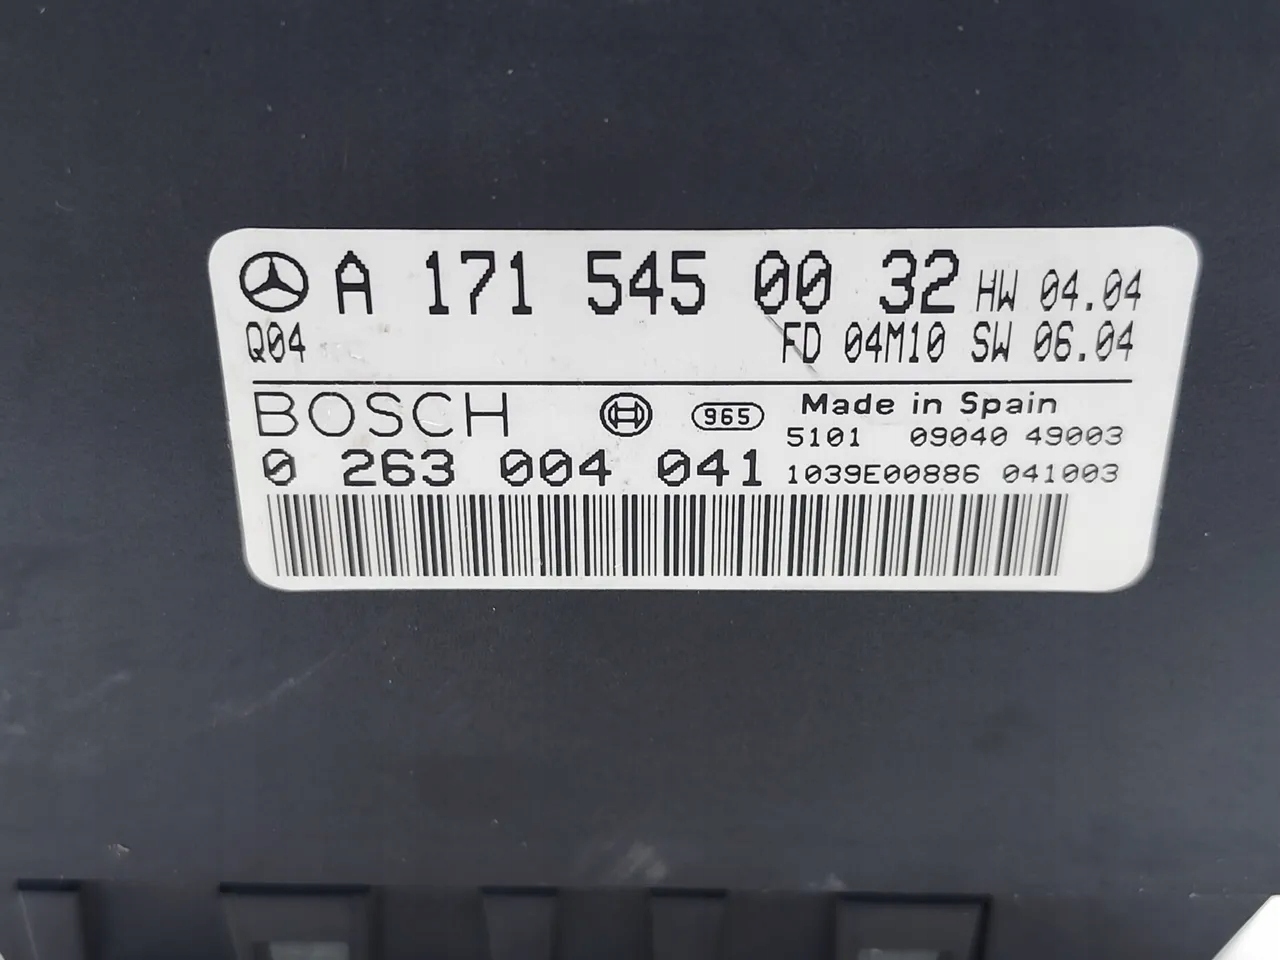 A 171 545 00 32 HW 04.04
Q04 FD 04M10 SW 06.04
BOSCH 965 Made in Spain
5101 09040 49003
0 263 004 041 1039E00886 041003